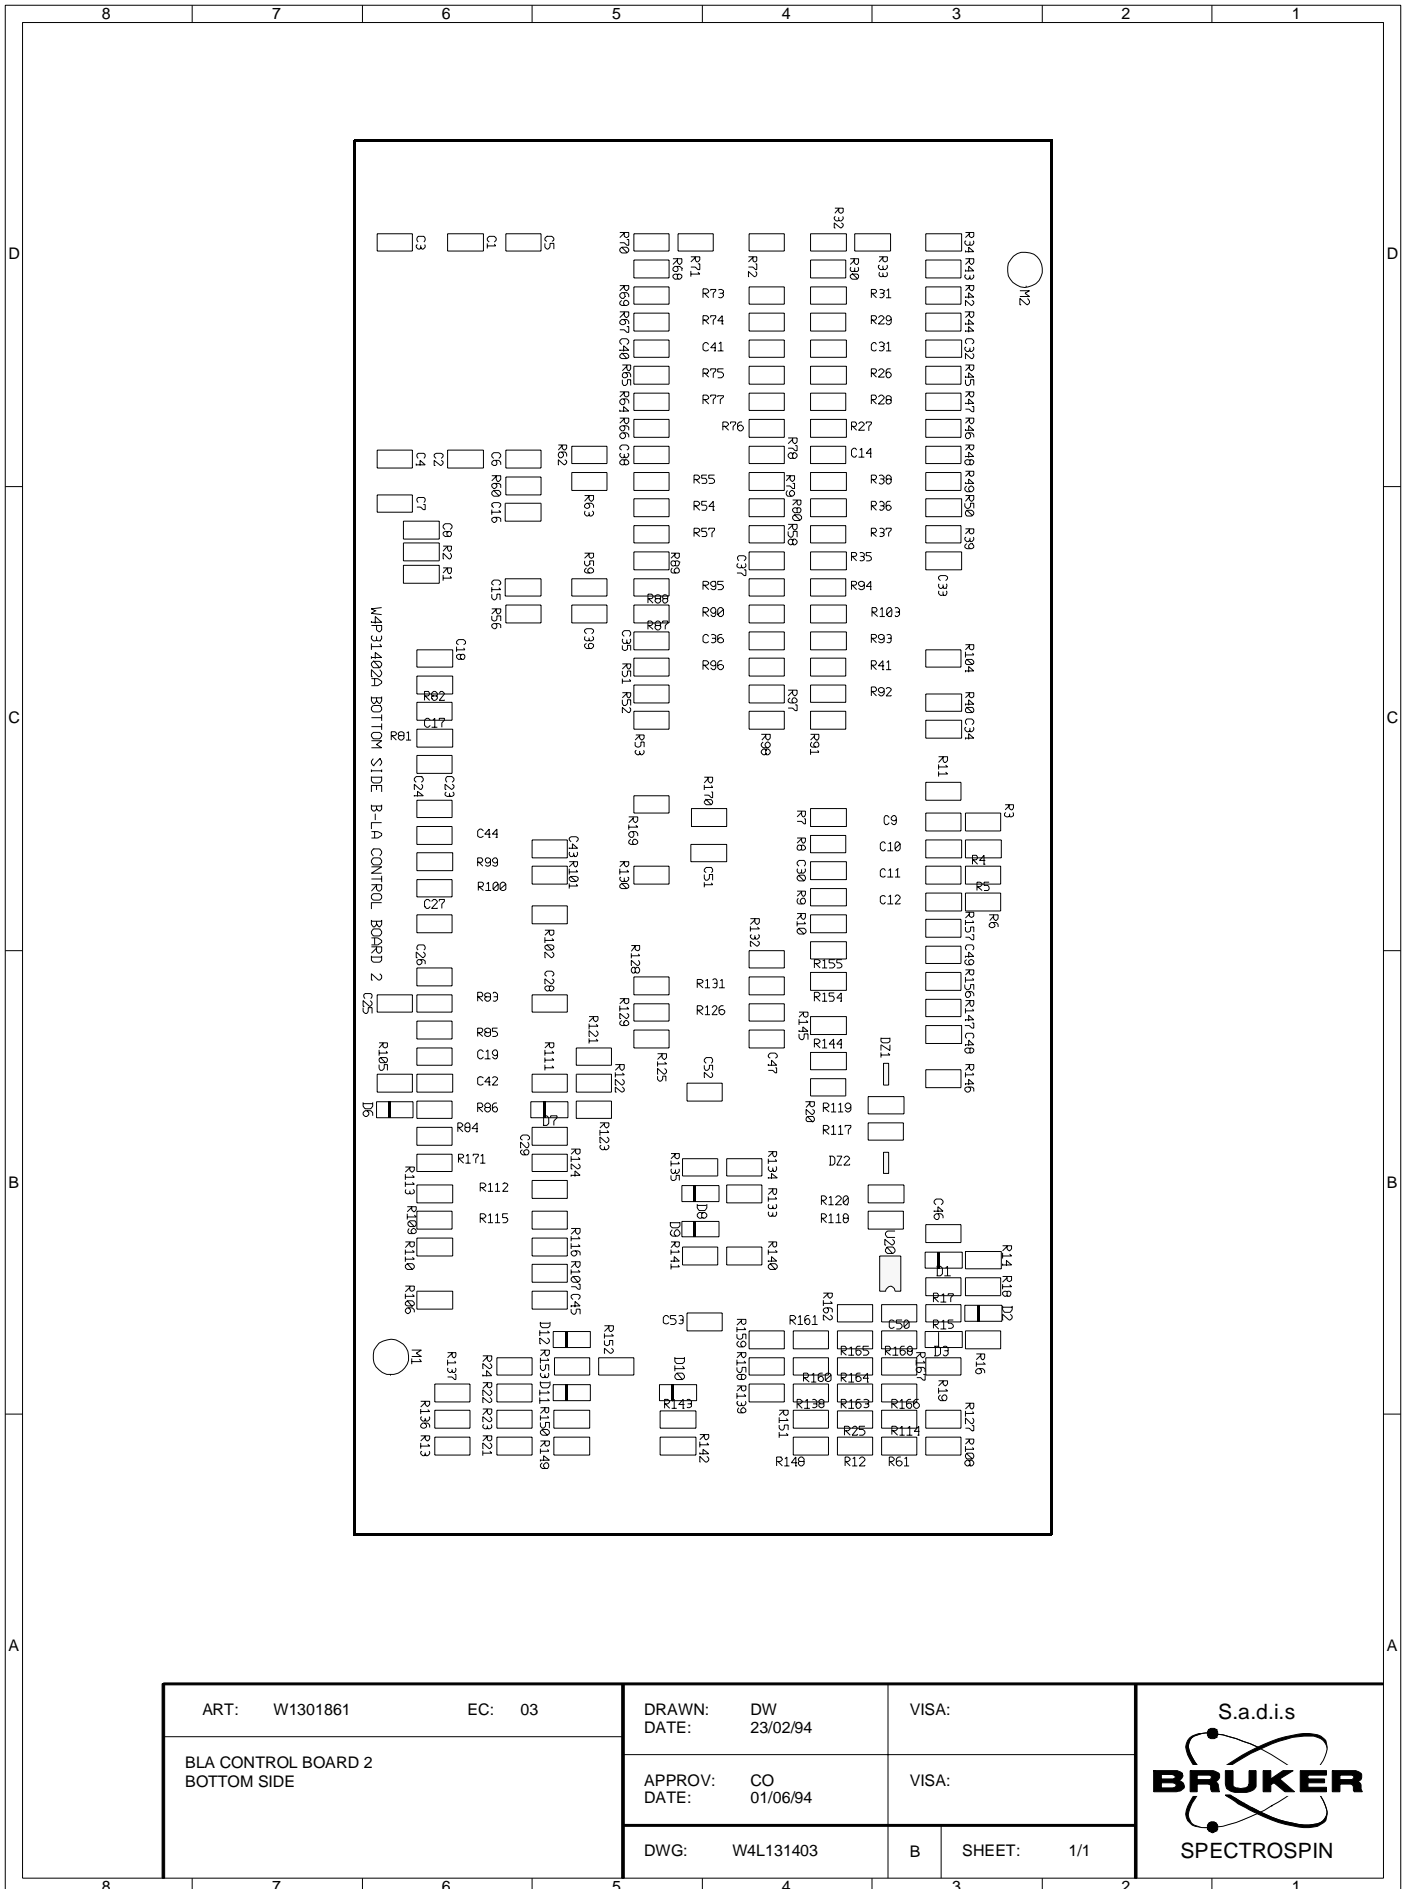 8 7 6 5 4 3 2 1
D D
R32
C3 C1 C5 R70 R71 R72 R33 R34
R68 R30 R43 M2
R69 R73 R31 R42
R67 R74 R29 R44
C40 C41 C31 C32
R65 R75 R26 R45
R64 R77 R28 R47
R66 R76 R27 R46
C4 C2 C6 R62 C38 R78 C14 R48
R60 R63 R55 R79 R38 R49
C7 C16 R54 R80 R36 R50
C8 R57 R58 R37 R39
R2 R89 C37 R35 C33
R1 C15 R59 R95 R94
R88
R56 C39 R90 R103
R87
C35 C36 R93
C18 R51 R96 R41 R104
R82 R52 R97 R92 R40
C C17 C34 C
R81 R53 R98 R91
W4P31402A BOTTOM SIDE B-LA CONTROL BOARD 2
C24 C23 R170 R11
R169 R7 C9 R3
C44 C43 R8 C10
R99 R101 R130 C51 C30 C11 R4
R100 R9 C12 R5
C27 R102 R10 R6
R132 R157
C26 R128 R155 C49
C25 R83 C28 R131 R154 R156
R85 R129 R126 R145 R147
R121 C48
C19 R125 C47 R144 DZ1
R105 C42 R111 R122 C52 R146
D6 R86 D7 R123 R20 R119
R84 C29 R117
R171 R124 R135 R134 DZ2
R113 R112 D8 R133 R120
R109 R115 D9 R118 C46
B B
R110 R116 R141 R140 U20 R14
R107 D1 R18
R106 C45 R162 R17 D2
C53 R161 C50 R15
M1 D12 R152 R159 R165 R168 D3 R16
R137 R24 R153 D10 R158 R160 R164 R167 R19
R22 D11 R143 R139 R138 R163 R166
R136 R23 R150 R151 R25 R114 R127
R13 R21 R149 R142 R148 R12 R61 R108
A A
ART: W1301861 EC: 03
BLA CONTROL BOARD 2
BOTTOM SIDE
DRAWN: DW
DATE: 23/02/94
VISA:
APPROV: CO
DATE: 01/06/94
VISA:
DWG: W4L131403 B SHEET: 1/1
S.a.d.i.s
BRUKER
SPECTROSPIN
8 7 6 5 4 3 2 1